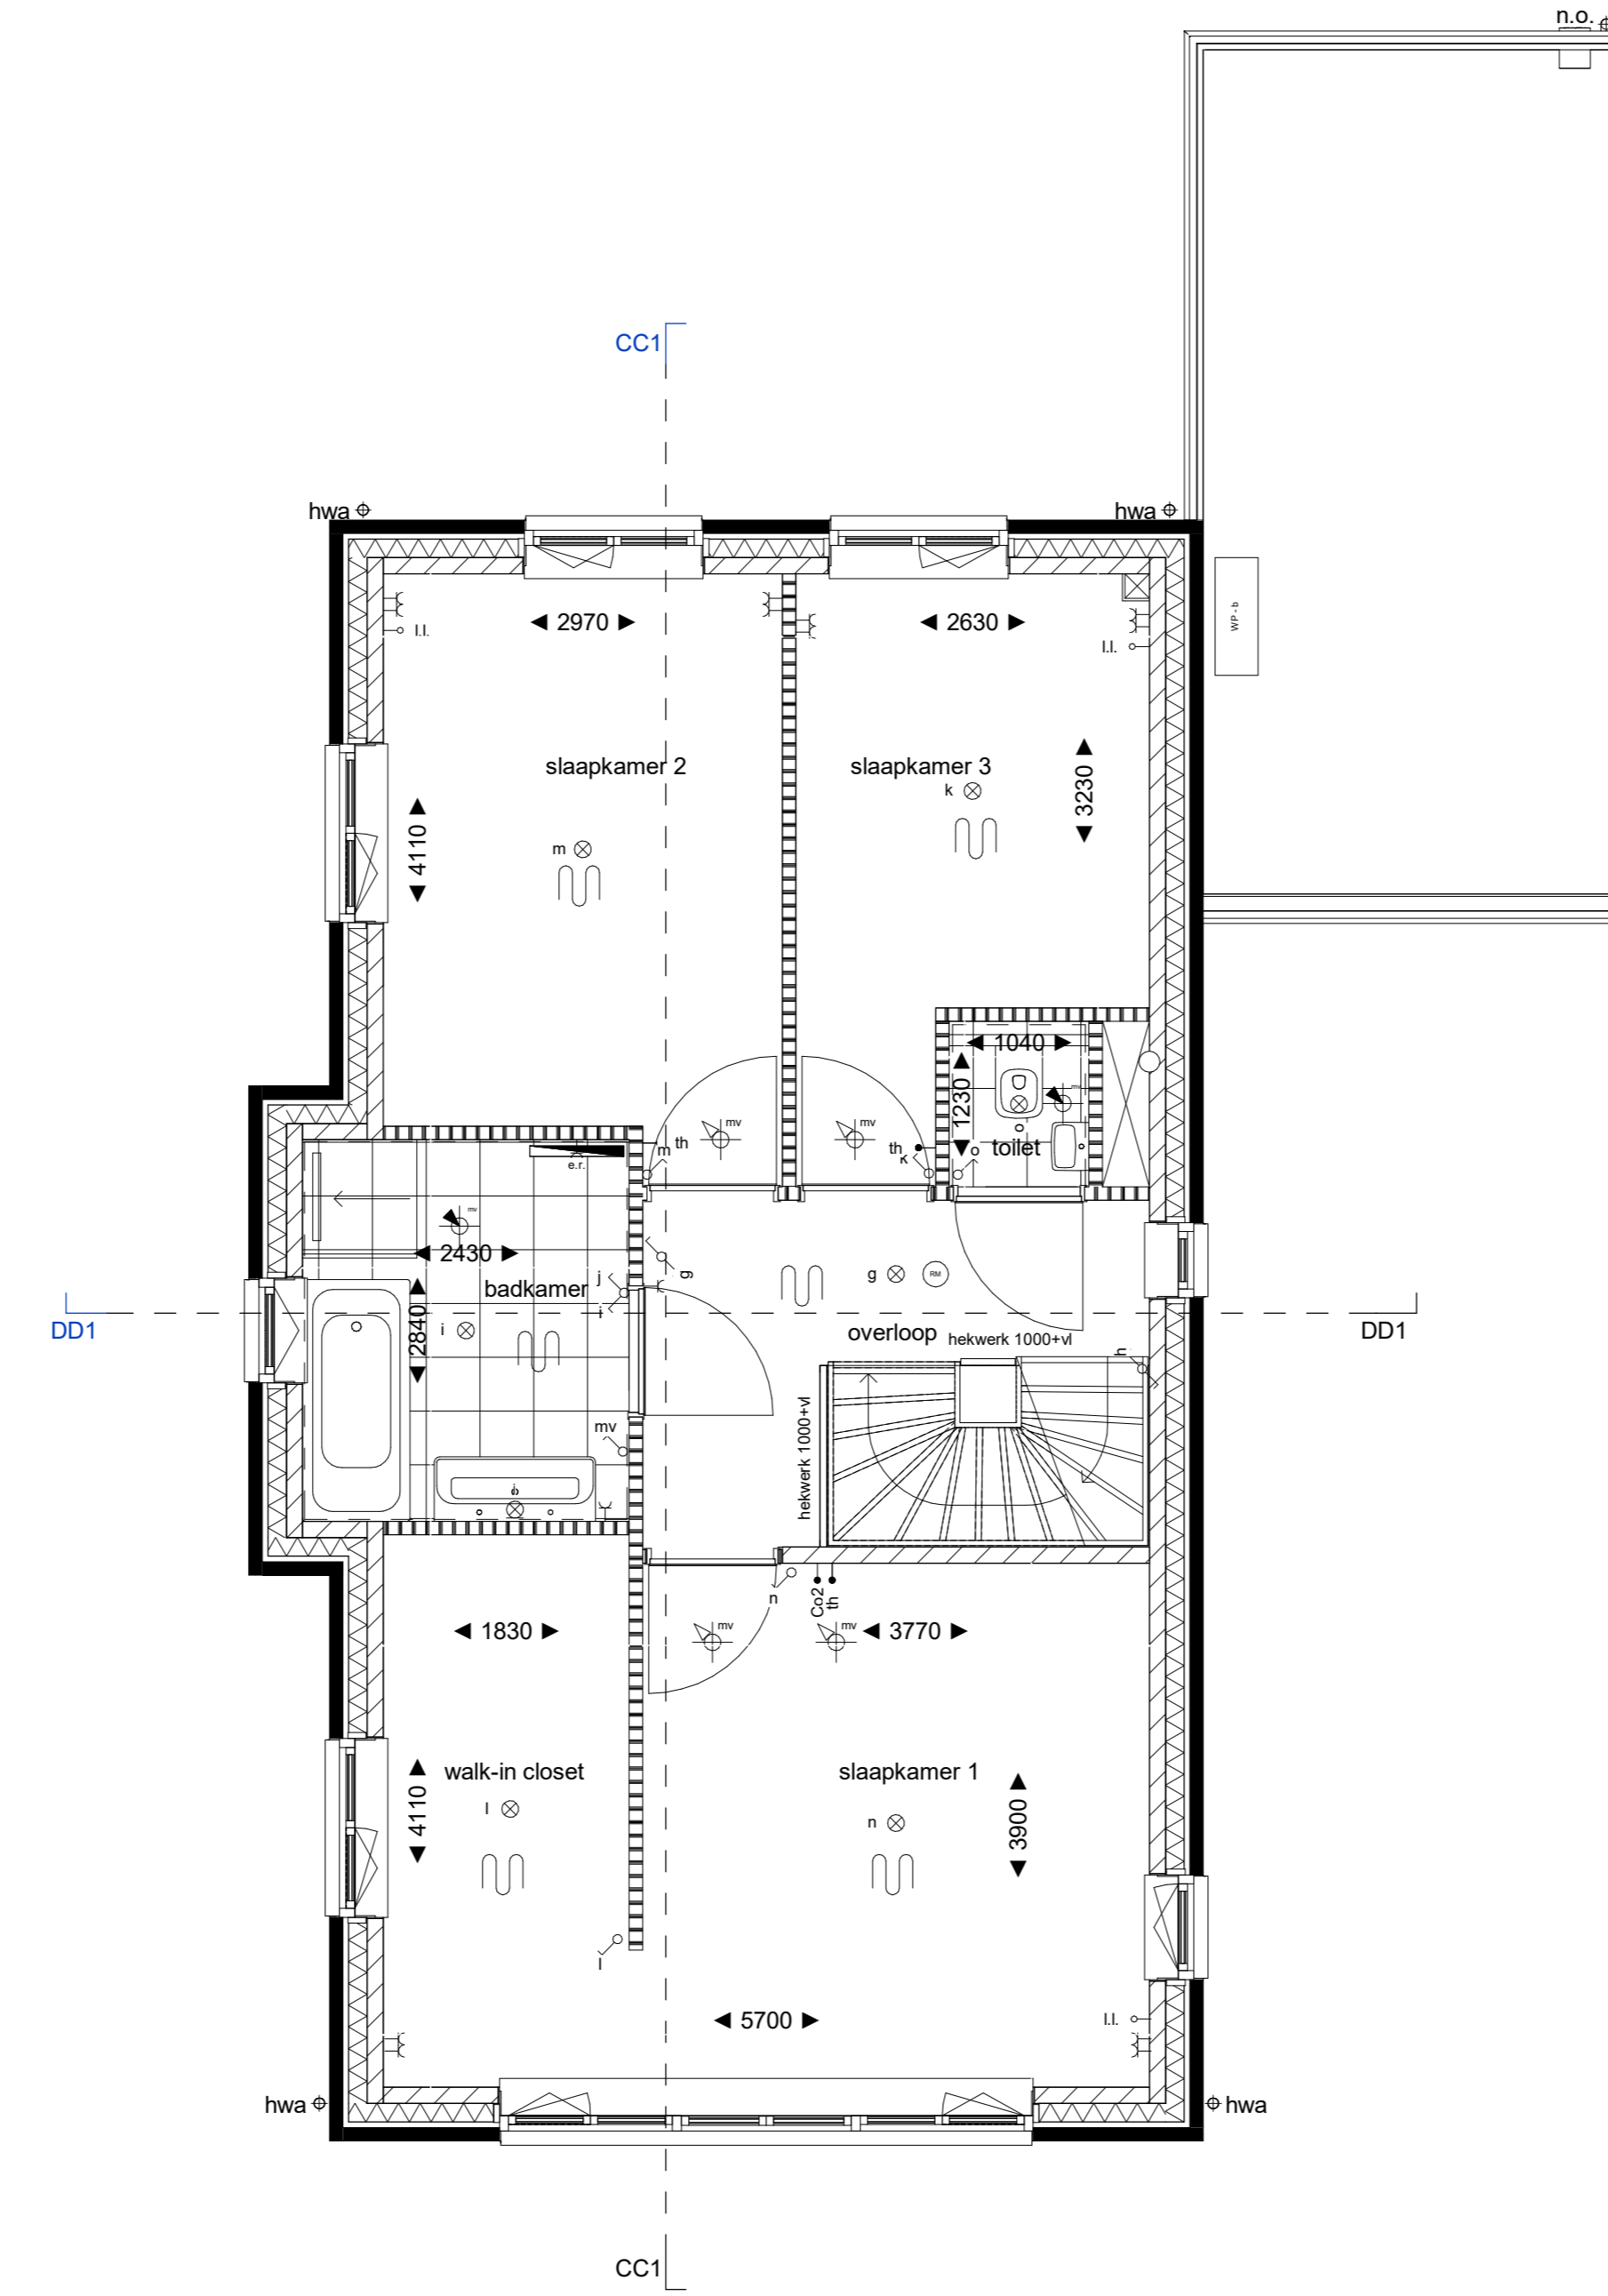 n.o.
CC1
hwa
hwa
2970
2630
l.l.
l.l.
WP - b
slaapkamer 2
slaapkamer 3
k
3230
4110
m
1040
mv
1230
mv
mv
m th
th
k
o toilet
e.r.
mv
2430
g
j
g
RM
badkamer
i
2840
i
DD1
overloop
hekwerk 1000+vl
DD1
h
hekwerk 1000+vl
mv
n
Co2
th
1830
mv
mv
3770
walk-in closet
slaapkamer 1
l
4110
n
3900
l
5700
l.l.
hwa
hwa
CC1